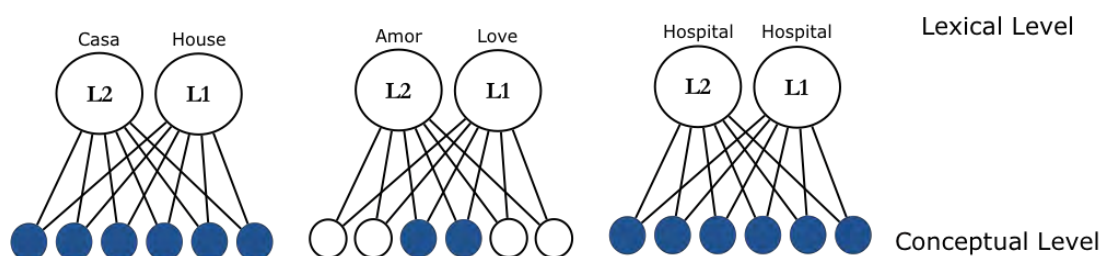 Casa House
L2 L1
Amor Love
L2 L1
Hospital Hospital
L2 L1
Lexical Level
Conceptual Level